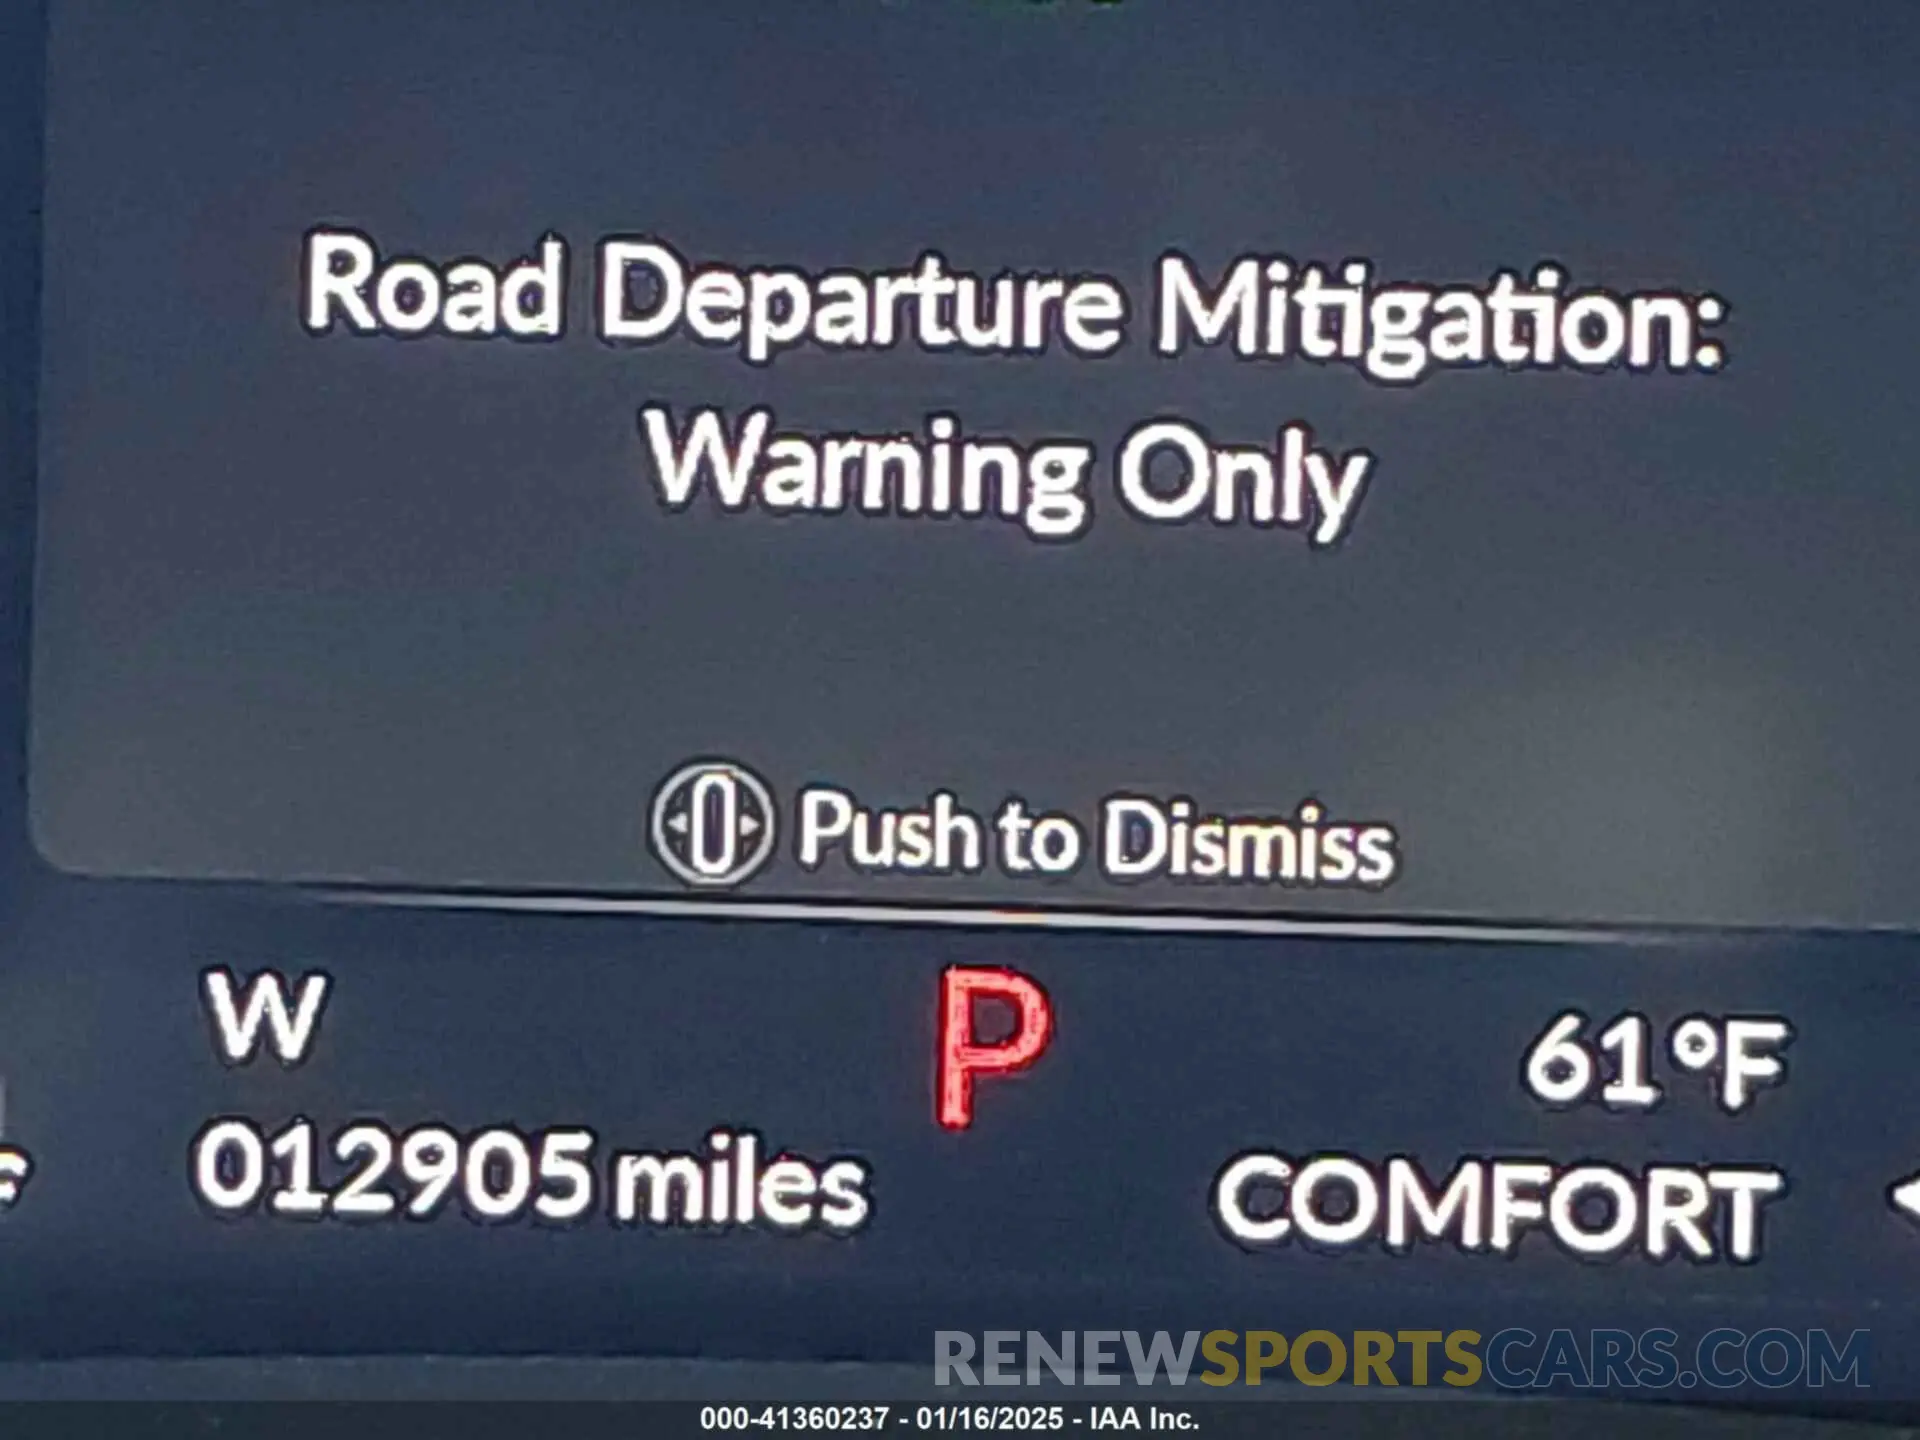 Road Departure Mitigation:
Warning Only
Push to Dismiss
W
P
61°F
012905 miles
COMFORT
RENEWSPORTSCARS.COM
000-41360237 - 01/16/2025 - IAA Inc.